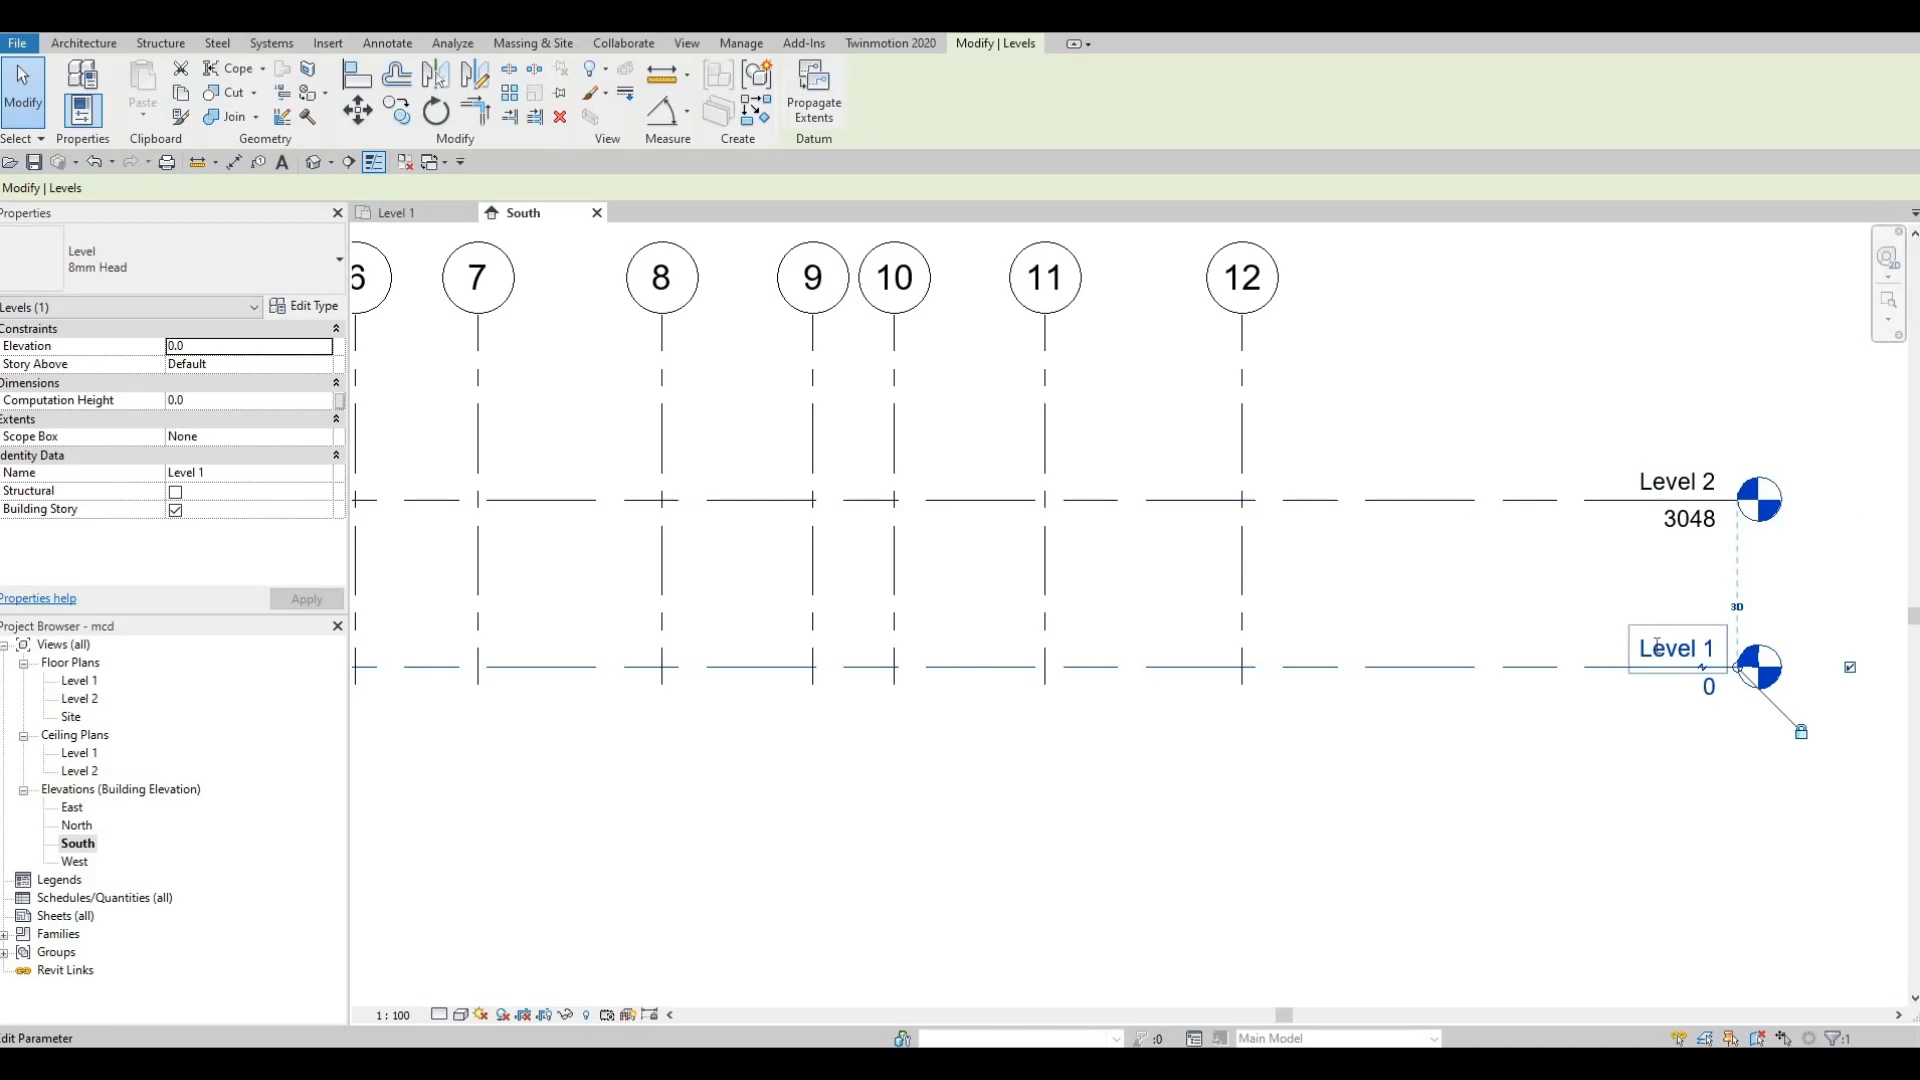 File Architecture Structure Steel Systems Insert Annotate Analyze Massing & Site Collaborate View Manage Add-Ins Twinmotion 2020 Modify | Levels
Modify
Paste
Cope
Cut
Join
Propagate
Extents
Select Properties Clipboard Geometry Modify View Measure Create Datum
A
Modify | Levels
Properties
Level 1
South
Level
8mm Head
Levels (1)
Edit Type
Constraints
Elevation 0.0
Story Above Default
Dimensions
Computation Height 0.0
Extents
Scope Box None
Identity Data
Name Level 1
Structural
Building Story
Properties help
Apply
Project Browser - mcd
Views (all)
Floor Plans
Level 1
Level 2
Site
Ceiling Plans
Level 1
Level 2
Elevations (Building Elevation)
East
North
South
West
Legends
Schedules/Quantities (all)
Sheets (all)
Families
Groups
Revit Links
6 7 8 9 10 11 12
2D
Level 2
3048
3D
Level 1
0
1 : 100
Edit Parameter
:0
Main Model
:1